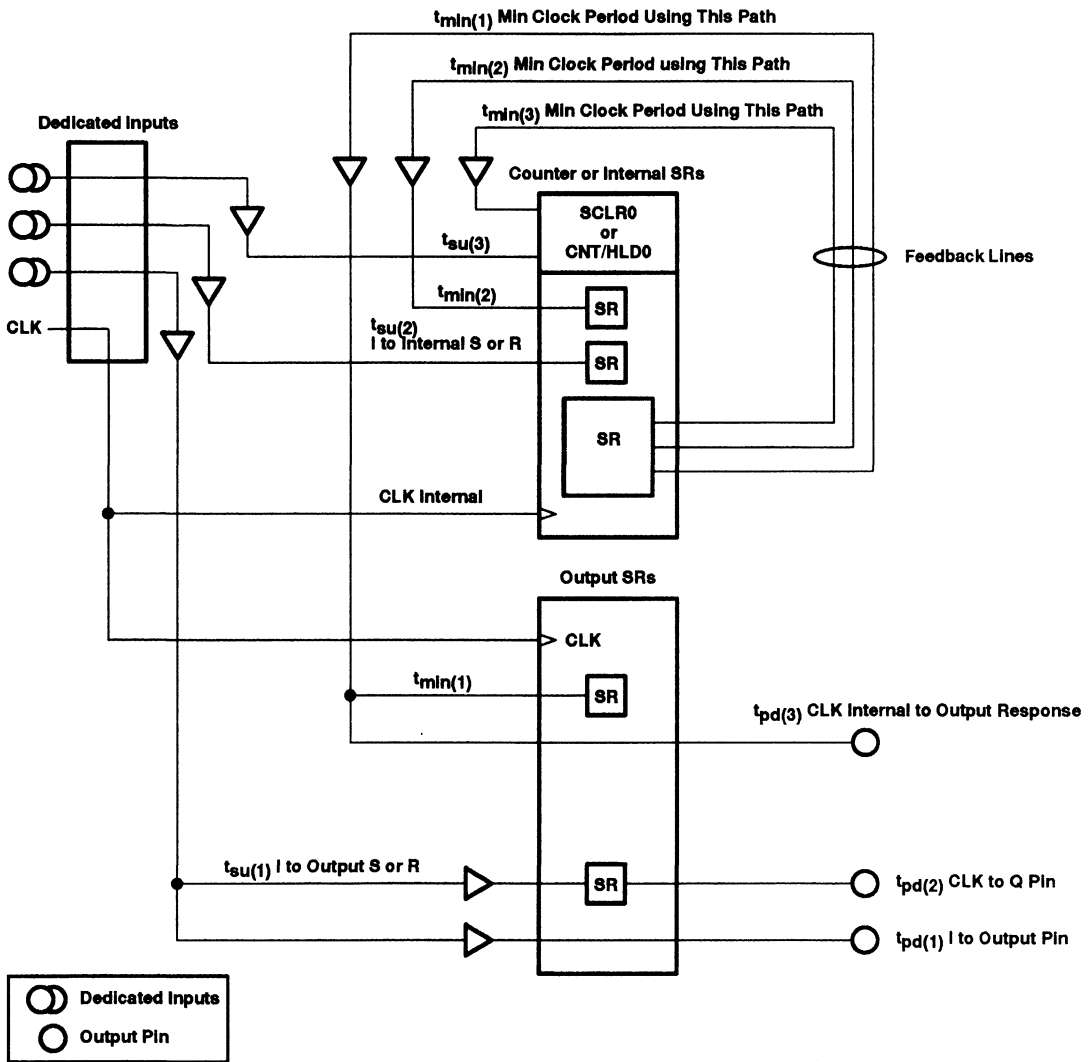 tmin(1) Min Clock Period Using This Path
tmin(2) Min Clock Period using This Path
tmin(3) Min Clock Period Using This Path
Dedicated Inputs
Counter or Internal SRs
SCLR0
or
CNT/HLD0
tsu(3)
Feedback Lines
tmin(2)
SR
CLK
tsu(2)
I to Internal S or R
SR
SR
CLK Internal
Output SRs
CLK
tmin(1)
SR
tpd(3) CLK Internal to Output Response
tsu(1) I to Output S or R
SR
tpd(2) CLK to Q Pin
tpd(1) I to Output Pin
Dedicated Inputs
Output Pin